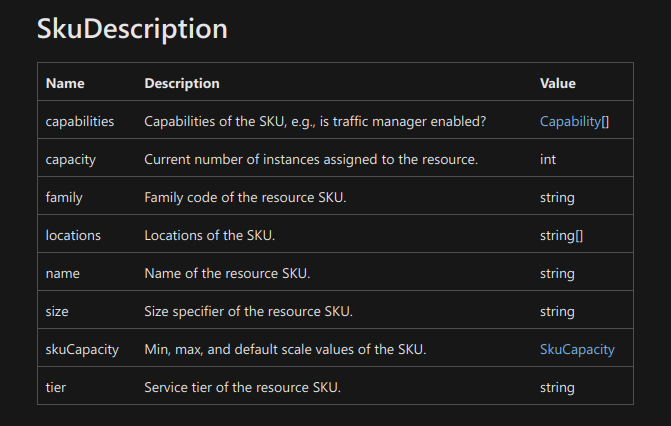 SkuDescription
Name Description Value
capabilities Capabilities of the SKU, e.g., is traffic manager enabled? Capability[]
capacity Current number of instances assigned to the resource. int
family Family code of the resource SKU. string
locations Locations of the SKU. string[]
name Name of the resource SKU. string
size Size specifier of the resource SKU. string
skuCapacity Min, max, and default scale values of the SKU. SkuCapacity
tier Service tier of the resource SKU. string